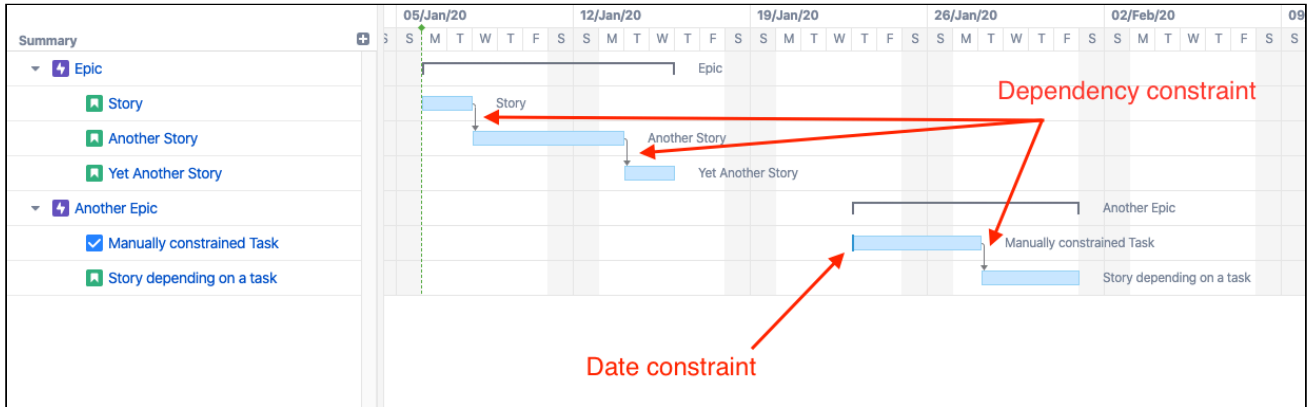 05/Jan/20 12/Jan/20 19/Jan/20 26/Jan/20 02/Feb/20 09
Summary S S M T W T F S S M T W T F S S M T W T F S S M T W T F S S M T W T F S S
Epic Epic
Story Story
Dependency constraint
Another Story Another Story
Yet Another Story Yet Another Story
Another Epic Another Epic
Manually constrained Task Manually constrained Task
Story depending on a task Story depending on a task
Date constraint